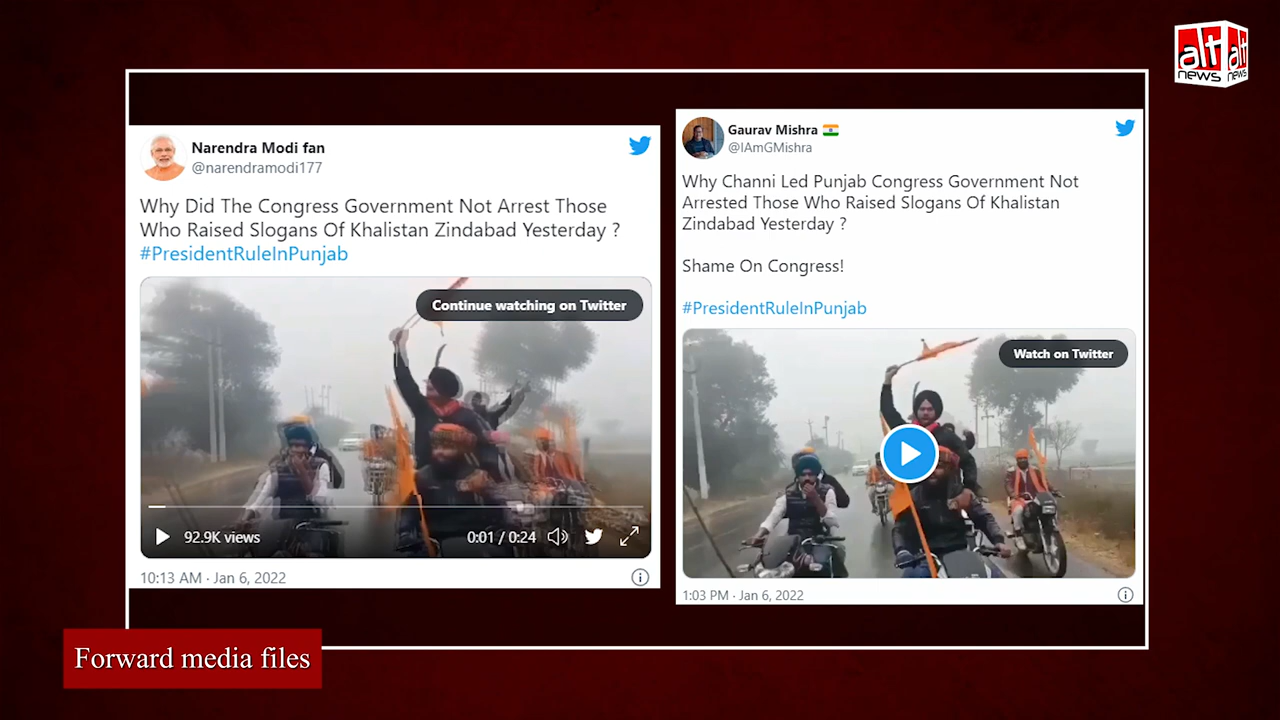 alt
alt
news
news
Narendra Modi fan
@narendramodi177
Why Did The Congress Government Not Arrest Those
Who Raised Slogans Of Khalistan Zindabad Yesterday ?
#PresidentRuleInPunjab
Continue watching on Twitter
92.9K views
0:01 / 0:24
10:13 AM · Jan 6, 2022
Gaurav Mishra
@IAmGMishra
Why Channi Led Punjab Congress Government Not
Arrested Those Who Raised Slogans Of Khalistan
Zindabad Yesterday ?
Shame On Congress!
#PresidentRuleInPunjab
Watch on Twitter
1:03 PM · Jan 6, 2022
Forward media files